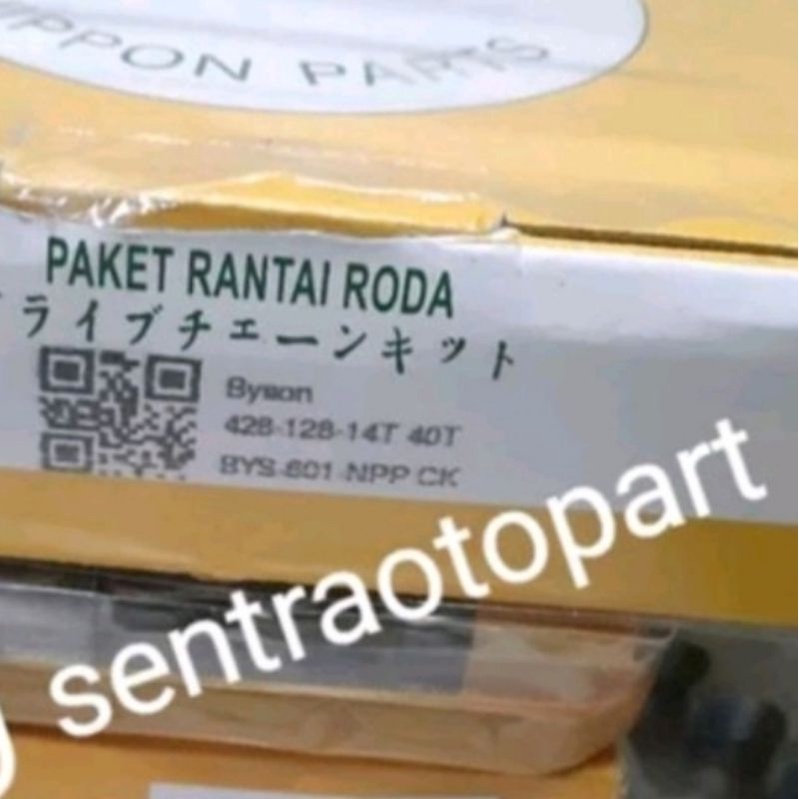 NIPPON PARTS
PAKET RANTAI RODA
ライブチェーンキット
Byson
428-128-14T 40T
BYS-601-NPP CK
sentraotopart